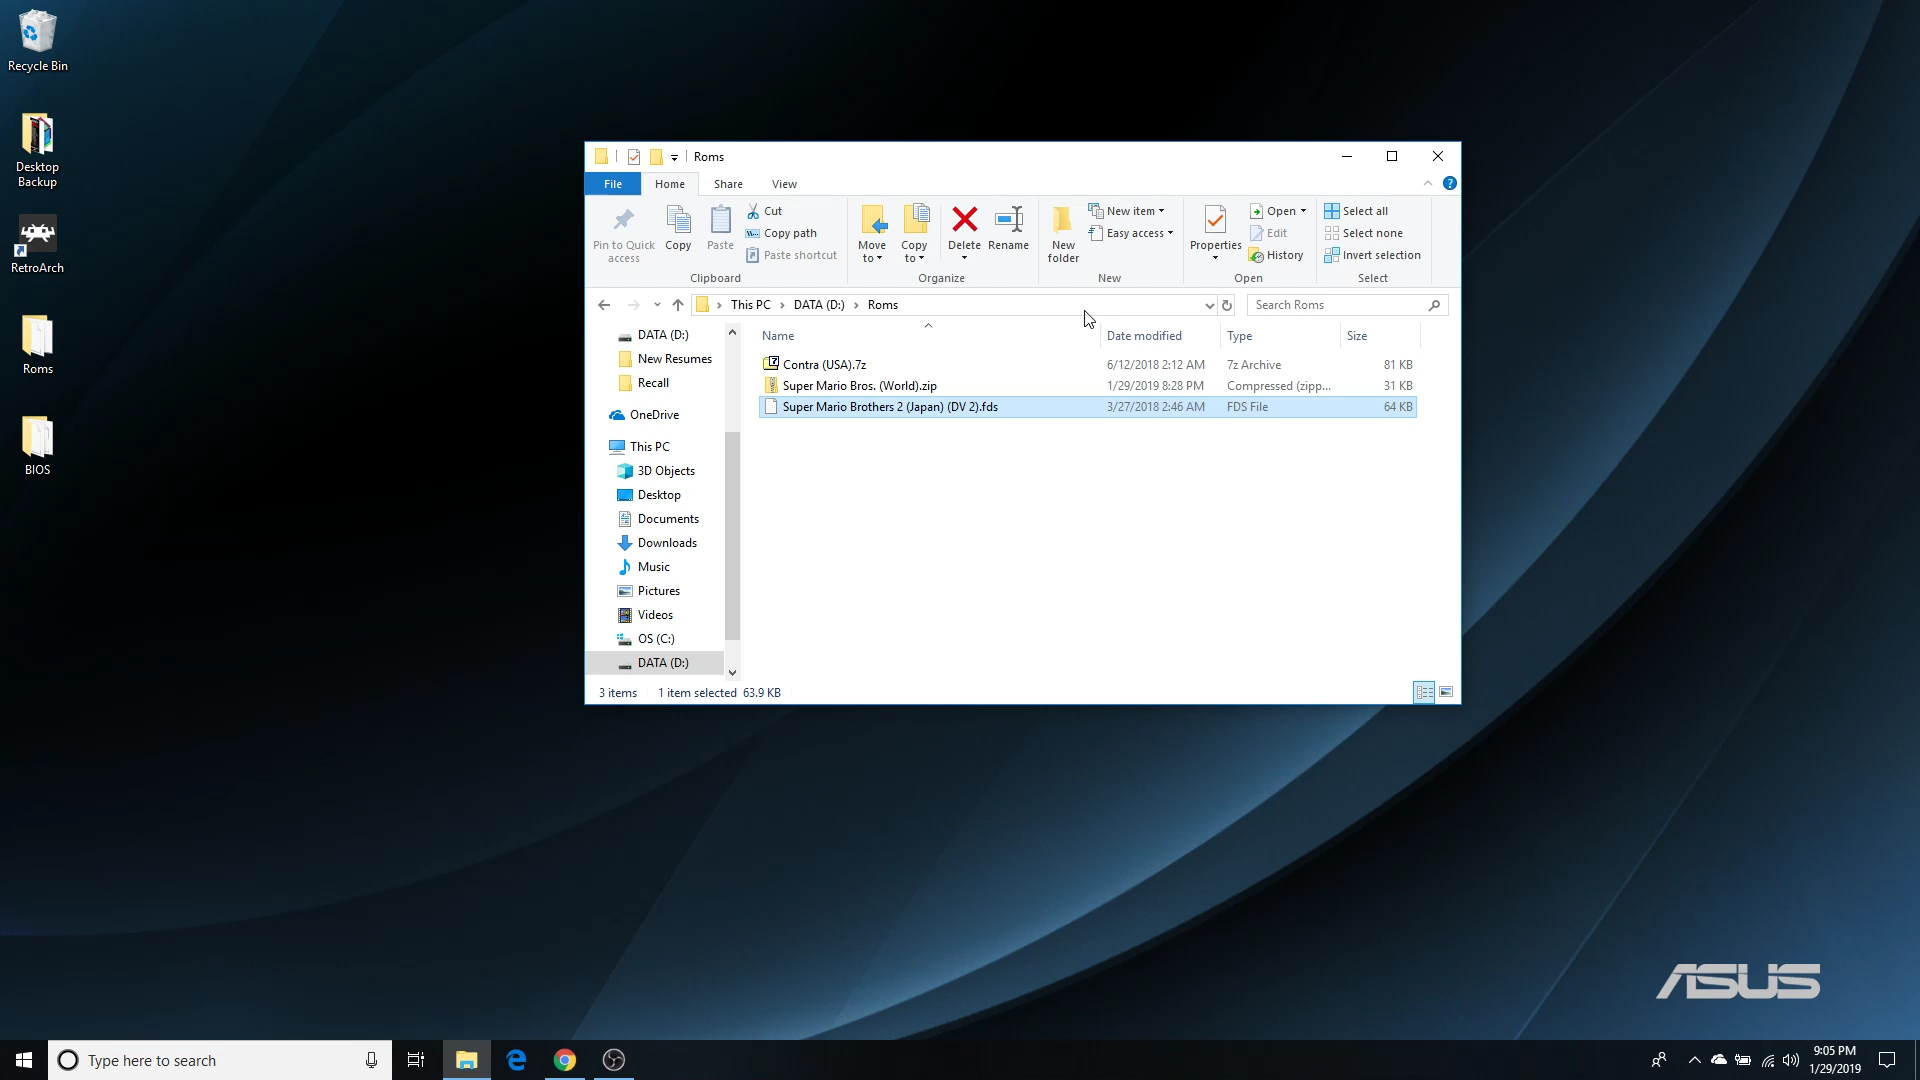 Recycle Bin
Desktop
Backup
RetroArch
Roms
BIOS
Roms
File
Home
Share
View
Pin to Quick
access
Copy
Paste
Cut
Copy path
Paste shortcut
Clipboard
Move
to
Copy
to
Delete
Rename
Organize
New
folder
New item
Easy access
New
Properties
Open
Edit
History
Open
Select all
Select none
Invert selection
Select
This PC
DATA (D:)
Roms
Search Roms
DATA (D:)
New Resumes
Recall
OneDrive
This PC
3D Objects
Desktop
Documents
Downloads
Music
Pictures
Videos
OS (C:)
DATA (D:)
Name Date modified Type Size
Contra (USA).7z 6/12/2018 2:12 AM 7z Archive 81 KB
Super Mario Bros. (World).zip 1/29/2019 8:28 PM Compressed (zipp... 31 KB
Super Mario Brothers 2 (Japan) (DV 2).fds 3/27/2018 2:46 AM FDS File 64 KB
3 items 1 item selected 63.9 KB
ASUS
Type here to search
9:05 PM
1/29/2019